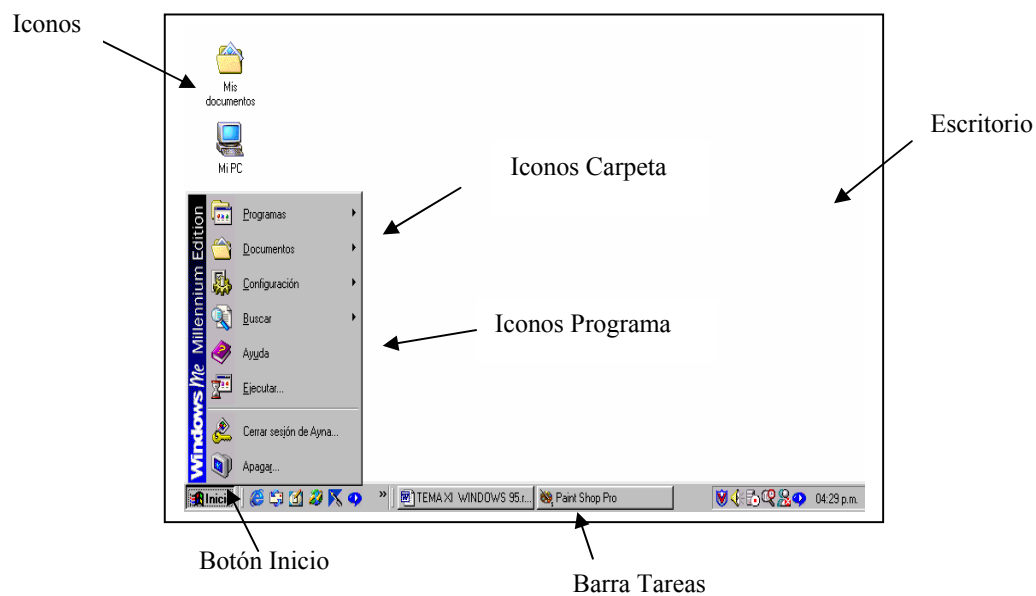 Iconos
Mis
documentos
Escritorio
Mi PC
Iconos Carpeta
Programas
Documentos
Configuración
Buscar
Iconos Programa
Ayuda
Ejecutar...
Cerrar sesión de Ayna...
Apagar...
Windows Me Millennium Edition
Inici
»
TEMA XI WINDOWS 95.r...
Paint Shop Pro
04:29 p.m.
Botón Inicio
Barra Tareas